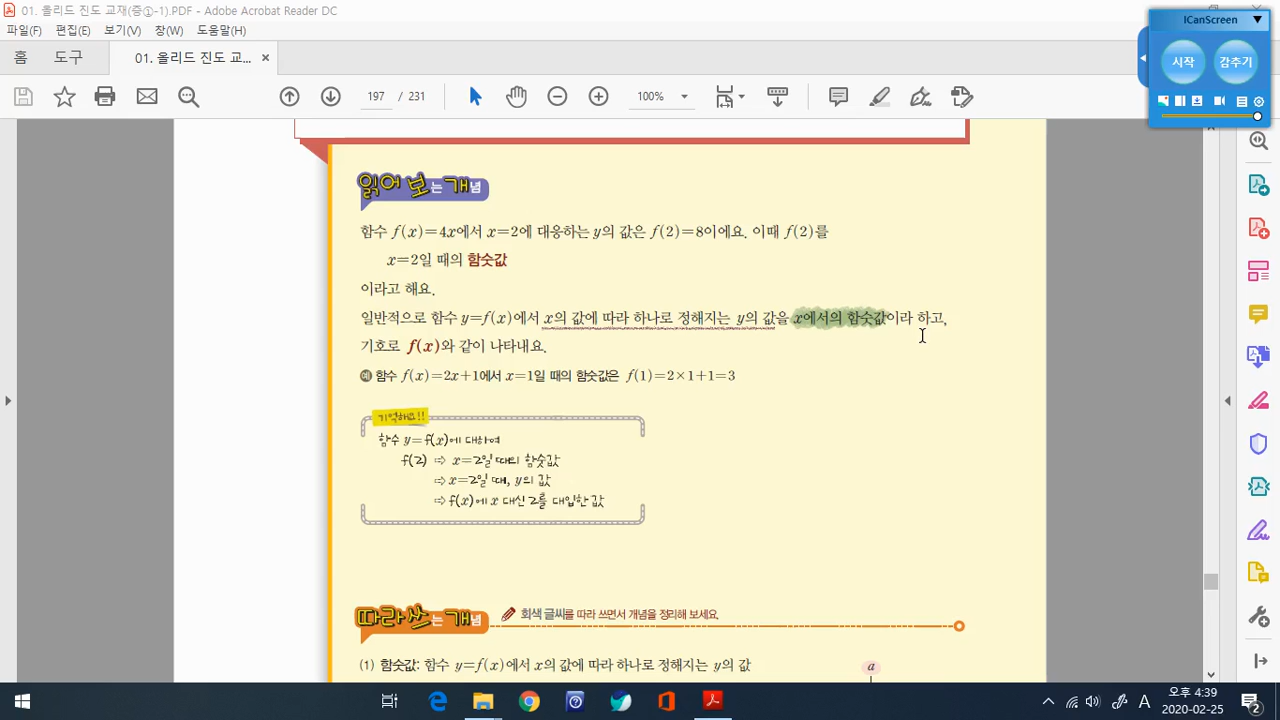 01. 올리드 진도 교재(중①-1).PDF - Adobe Acrobat Reader DC
파일(F) 편집(E) 보기(V) 창(W) 도움말(H)
홈 도구 01. 올리드 진도 교... ×
197 / 231 100%
ICanScreen
시작 감추기
읽어 보는 개념
함수 f(x)=4x에서 x=2에 대응하는 y의 값은 f(2)=8이에요. 이때 f(2)를
x=2일 때의 함숫값
이라고 해요.
일반적으로 함수 y=f(x)에서 x의 값에 따라 하나로 정해지는 y의 값을 x에서의 함숫값이라 하고,
기호로 f(x)와 같이 나타내요.
예 함수 f(x)=2x+1에서 x=1일 때의 함숫값은 f(1)=2×1+1=3
기억해요!!
함수 y=f(x)에 대하여
f(2) ⇨ x=2일 때의 함숫값
⇨ x=2일 때, y의 값
⇨ f(x)에 x 대신 2를 대입한 값
따라 쓰는 개념 회색 글씨를 따라 쓰면서 개념을 정리해 보세요.
(1) 함숫값: 함수 y=f(x)에서 x의 값에 따라 하나로 정해지는 y의 값
a
A 오후 4:39
2020-02-25 2